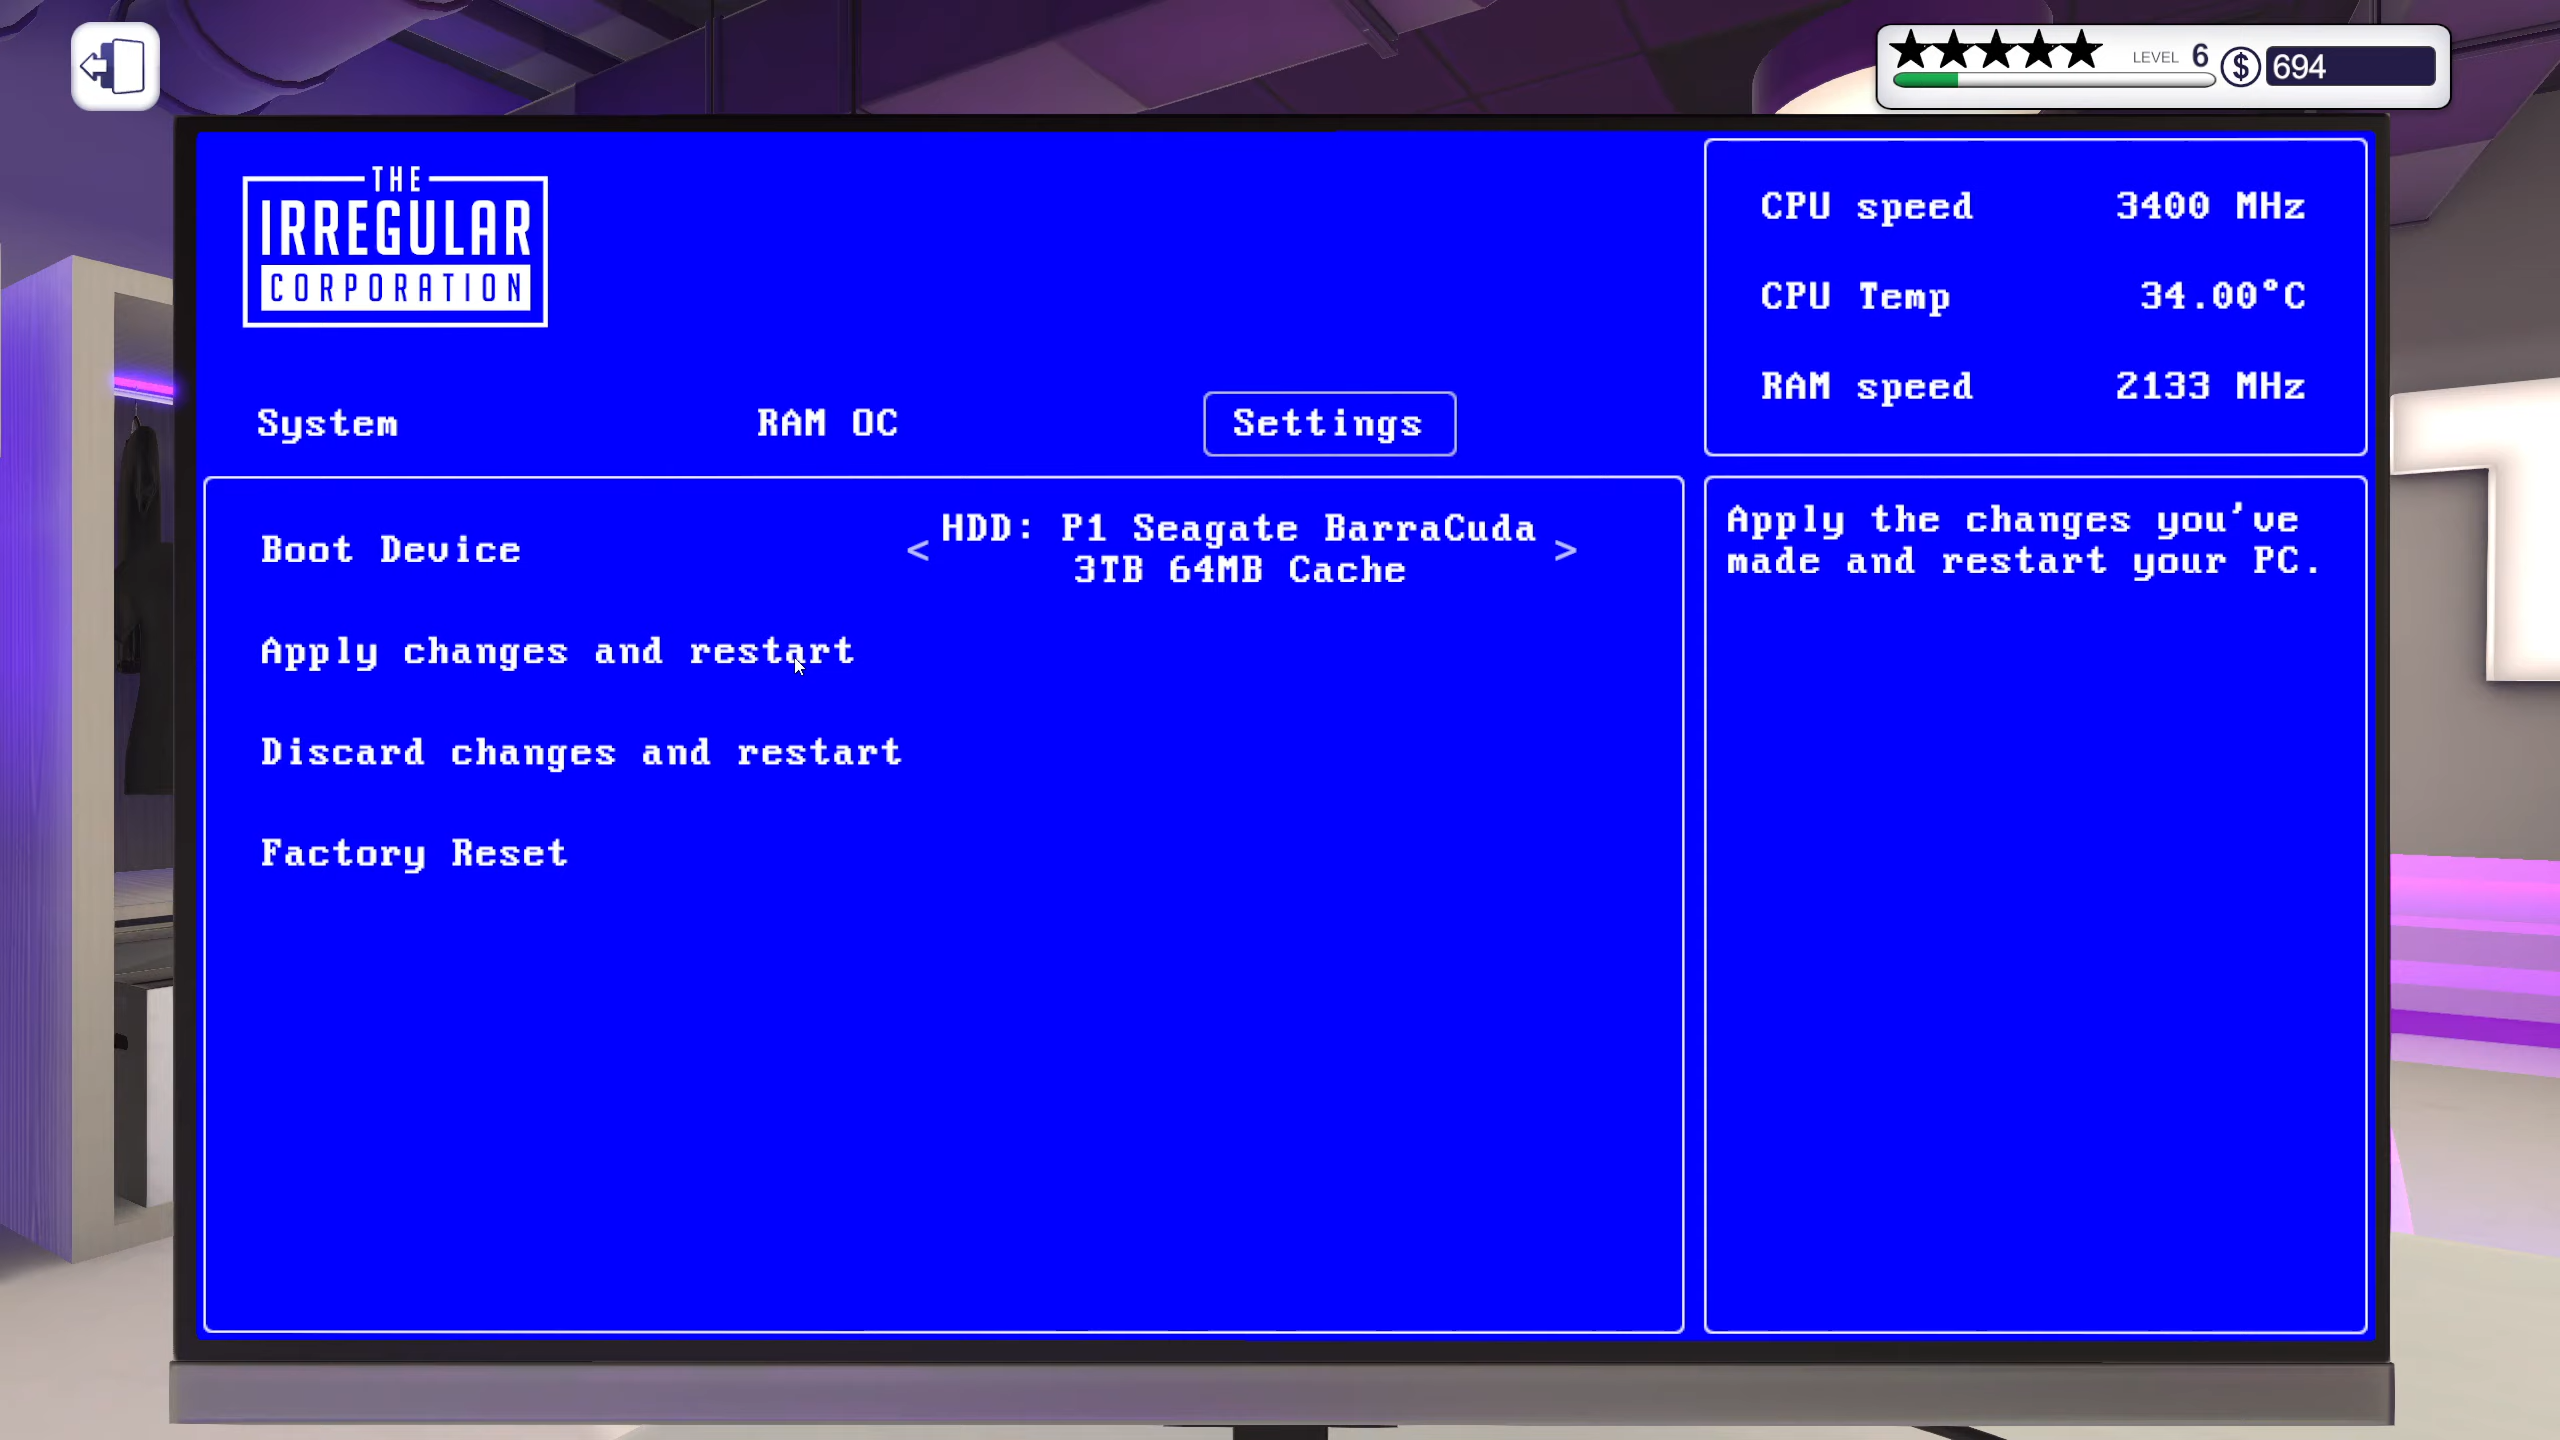 LEVEL 6
$ 694
THE
IRREGULAR
CORPORATION
CPU speed 3400 MHz
CPU Temp 34.00°C
RAM speed 2133 MHz
System RAM OC Settings
Boot Device < HDD: P1 Seagate BarraCuda
3TB 64MB Cache >
Apply changes and restart
Discard changes and restart
Factory Reset
Apply the changes you've
made and restart your PC.